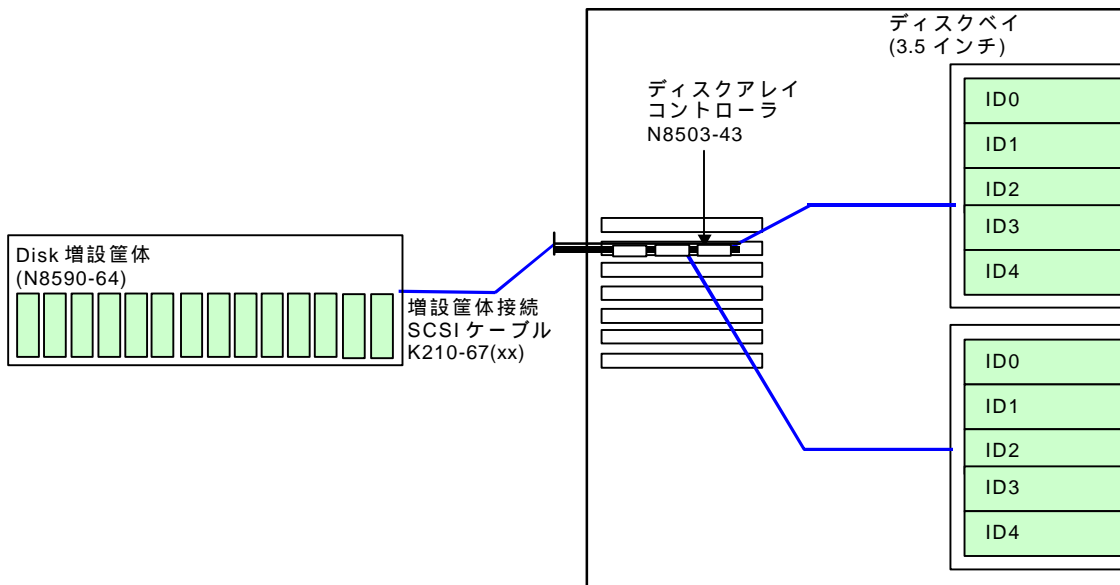 ディスクベイ
(3.5 インチ)
ディスクアレイ
コントローラ
N8503-43
ID0
ID1
ID2
ID3
ID4
Disk 増設筐体
(N8590-64)
増設筐体接続
SCSI ケーブル
K210-67(xx)
ID0
ID1
ID2
ID3
ID4